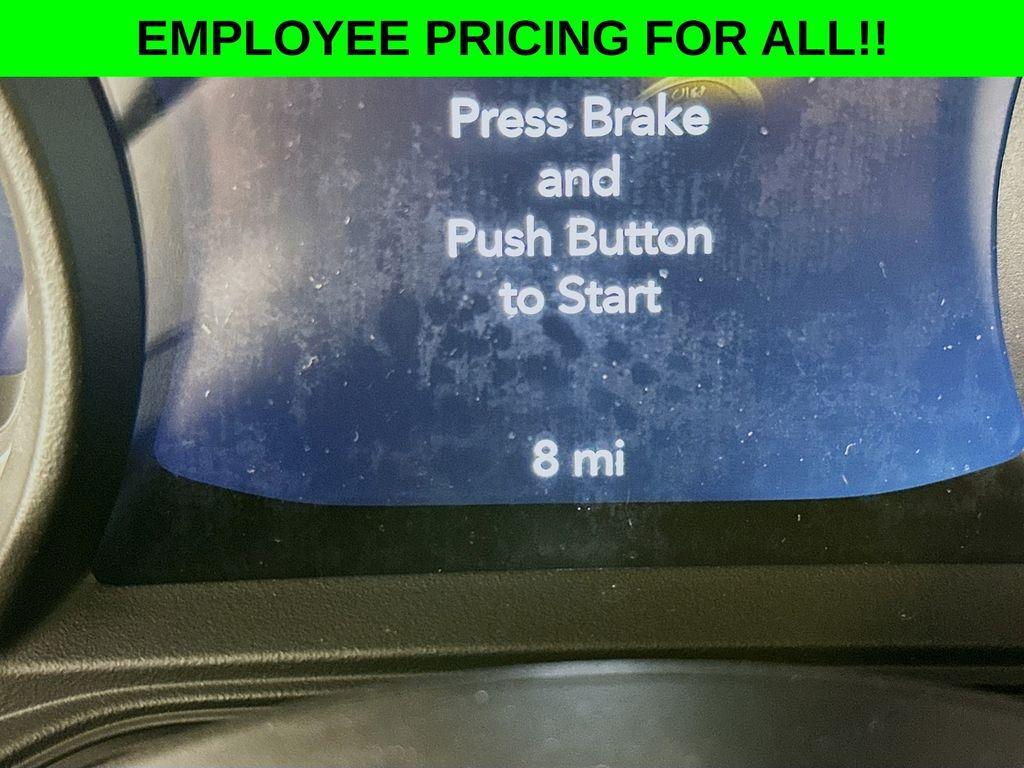 EMPLOYEE PRICING FOR ALL!!
Press Brake
and
Push Button
to Start
8 mi